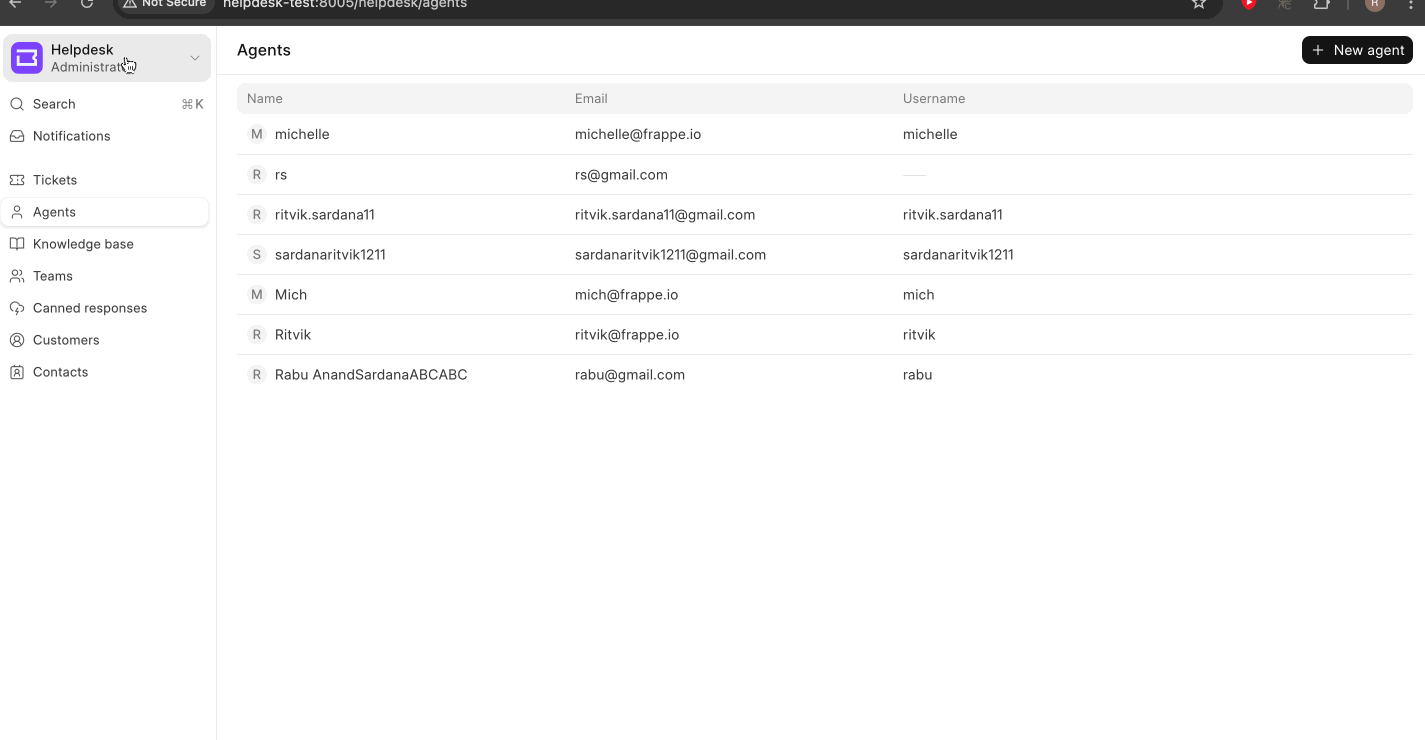 Not Secure helpdesk-test:8005/helpdesk/agents R
Helpdesk
Administrat
Search ⌘K
Notifications
Tickets
Agents
Knowledge base
Teams
Canned responses
Customers
Contacts
Agents
+ New agent
Name Email Username
M michelle michelle@frappe.io michelle
R rs rs@gmail.com
R ritvik.sardana11 ritvik.sardana11@gmail.com ritvik.sardana11
S sardanaritvik1211 sardanaritvik1211@gmail.com sardanaritvik1211
M Mich mich@frappe.io mich
R Ritvik ritvik@frappe.io ritvik
R Rabu AnandSardanaABCABC rabu@gmail.com rabu